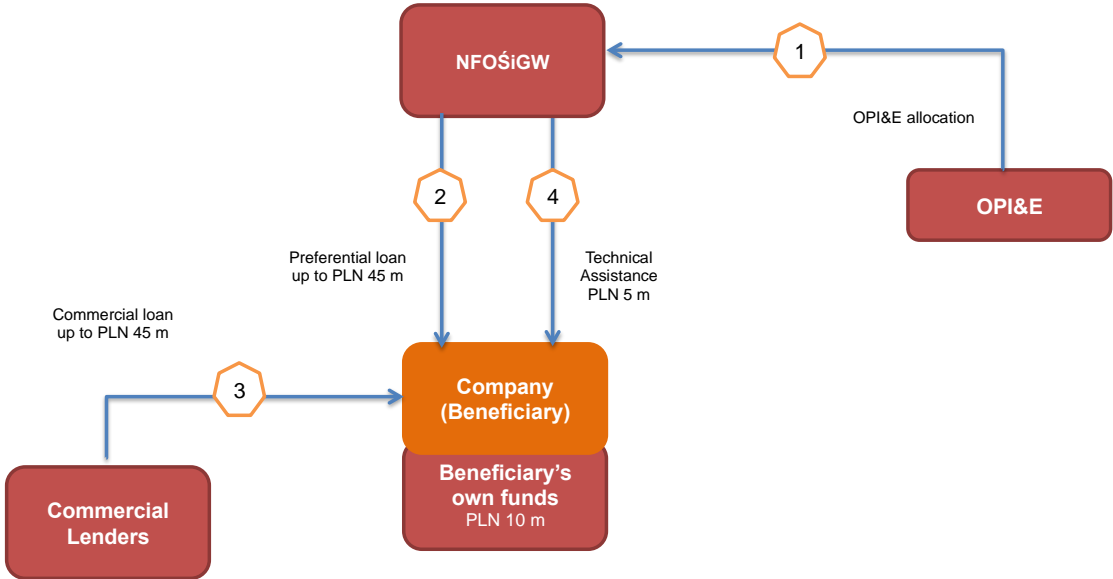 NFOŚiGW
1
OPI&E allocation
OPI&E
2
4
Preferential loan
up to PLN 45 m
Technical
Assistance
PLN 5 m
Commercial loan
up to PLN 45 m
3
Company
(Beneficiary)
Beneficiary’s
own funds
PLN 10 m
Commercial
Lenders